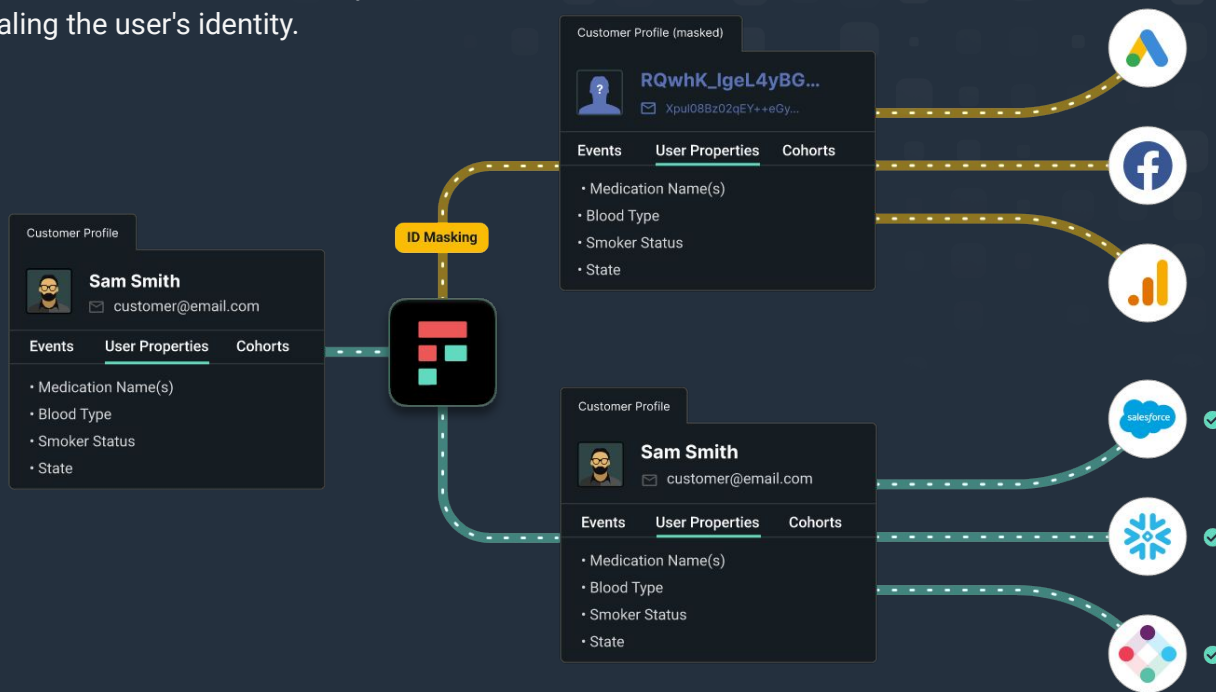 aling the user's identity.
Customer Profile (masked)
RQwhK_IgeL4yBG...
Xpul08Bz02qEY++eGy...
Events User Properties Cohorts
• Medication Name(s)
• Blood Type
• Smoker Status
• State
ID Masking
Customer Profile
Sam Smith
customer@email.com
Events User Properties Cohorts
• Medication Name(s)
• Blood Type
• Smoker Status
• State
Customer Profile
Sam Smith
customer@email.com
Events User Properties Cohorts
• Medication Name(s)
• Blood Type
• Smoker Status
• State
salesforce